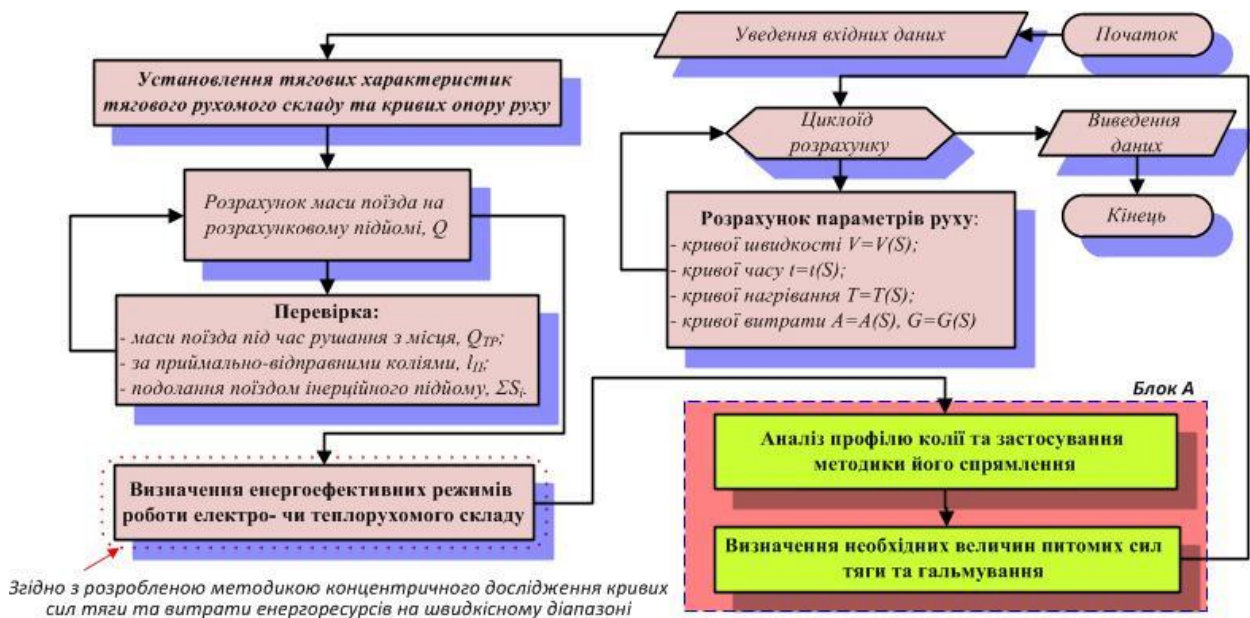 Початок
Уведення вхідних даних
Установлення тягових характеристик
тягового рухомого складу та кривих опору руху
Розрахунок маси поїзда на
розрахунковому підйомі, Q
Перевірка:
- маси поїзда під час рушання з місця, Qтр;
- за приймально-відправними коліями, lп;
- подолання поїздом інерційного підйому, ΣSi.
Визначення енергоефективних режимів
роботи електро- чи теплорухомого складу
Згідно з розробленою методикою концентричного дослідження кривих
сил тяги та витрати енергоресурсів на швидкісному діапазоні
Блок А
Аналіз профілю колії та застосування
методики його спрямлення
Визначення необхідних величин питомих сил
тяги та гальмування
Циклоїд
розрахунку
Розрахунок параметрів руху:
- кривої швидкості V=V(S);
- кривої часу t=t(S);
- кривої нагрівання T=T(S);
- кривої витрати A=A(S), G=G(S)
Виведення
даних
Кінець